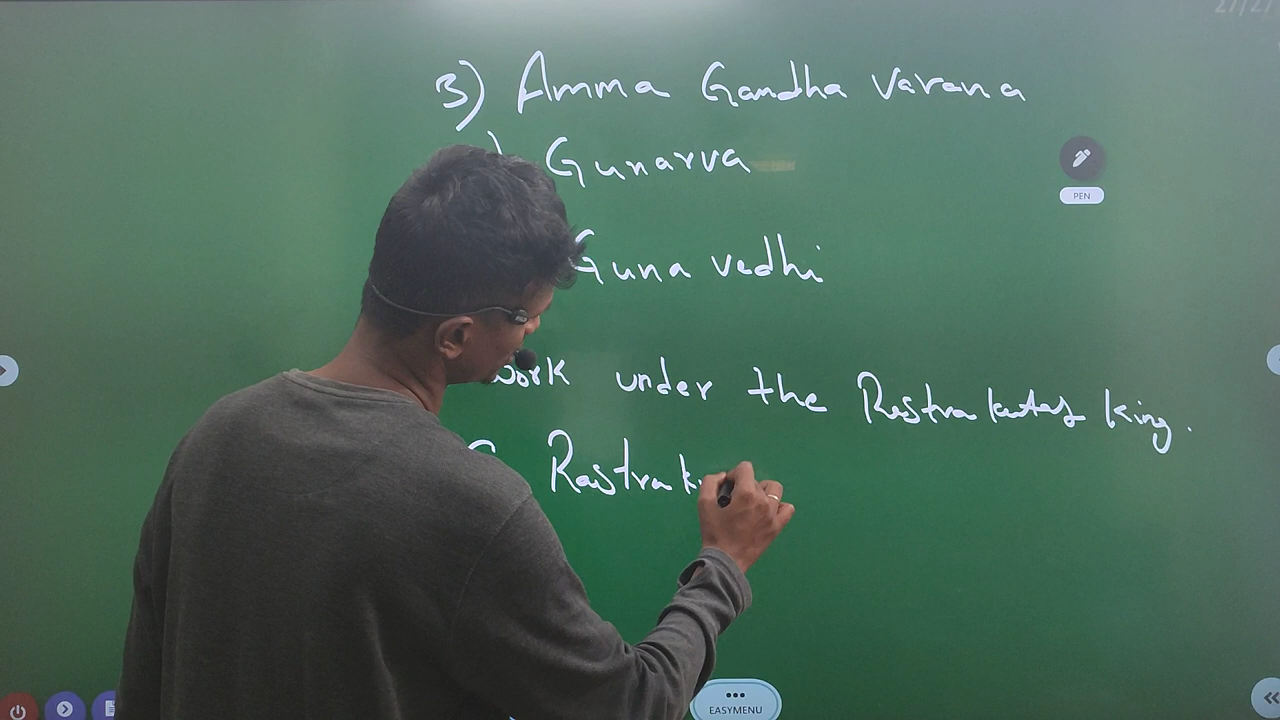 3) Amma Gandha Varana
) Gunarva
Guna vedhi
work under the Rastrakutas King.
Rastrak
PEN
EASYMENU